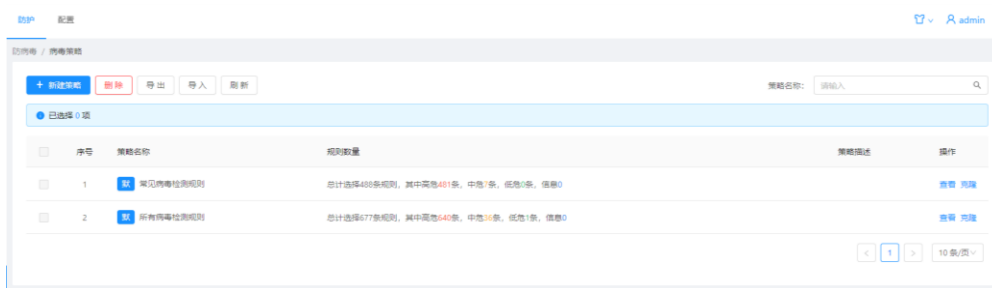 防护 配置 admin
防病毒 / 病毒策略
+ 新建策略 删除 导出 导入 刷新 策略名称: 请输入
已选择 0 项
序号 策略名称 规则数量 策略描述 操作
1 默 常见病毒检测规则 总计选择488条规则，其中高危481条，中危7条，低危0条，信息0 查看 克隆
2 默 所有病毒检测规则 总计选择677条规则，其中高危640条，中危36条，低危1条，信息0 查看 克隆
< 1 > 10 条/页